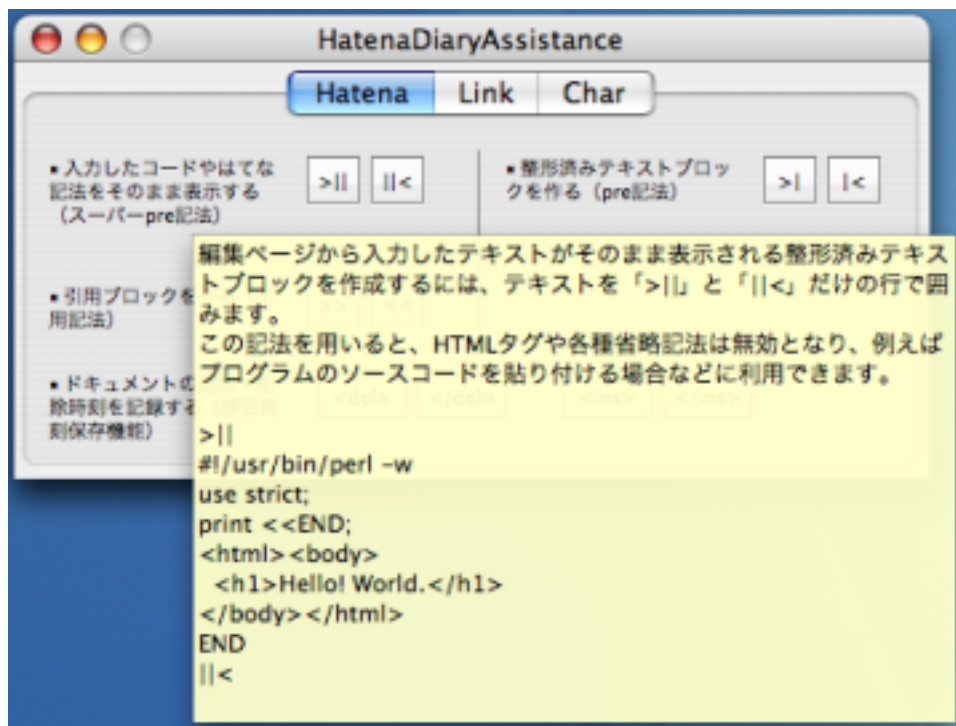 HatenaDiaryAssistance
Hatena Link Char
▪ 入力したコードやはてな
記法をそのまま表示する
（スーパーpre記法）
>|| ||<
▪ 整形済みテキストブロッ
クを作る（pre記法）
>| |<
▪ 引用ブロックを
用記法）
>> <<
▪ ドキュメントの
除時刻を記録する（修正時
刻保存機能）
<del> </del> <ins> </ins>
編集ページから入力したテキストがそのまま表示される整形済みテキス
トブロックを作成するには、テキストを「>||」と「||<」だけの行で囲
みます。
この記法を用いると、HTMLタグや各種省略記法は無効となり、例えば
プログラムのソースコードを貼り付ける場合などに利用できます。
>||
#!/usr/bin/perl -w
use strict;
print <<END;
<html><body>
<h1>Hello! World.</h1>
</body></html>
END
||<